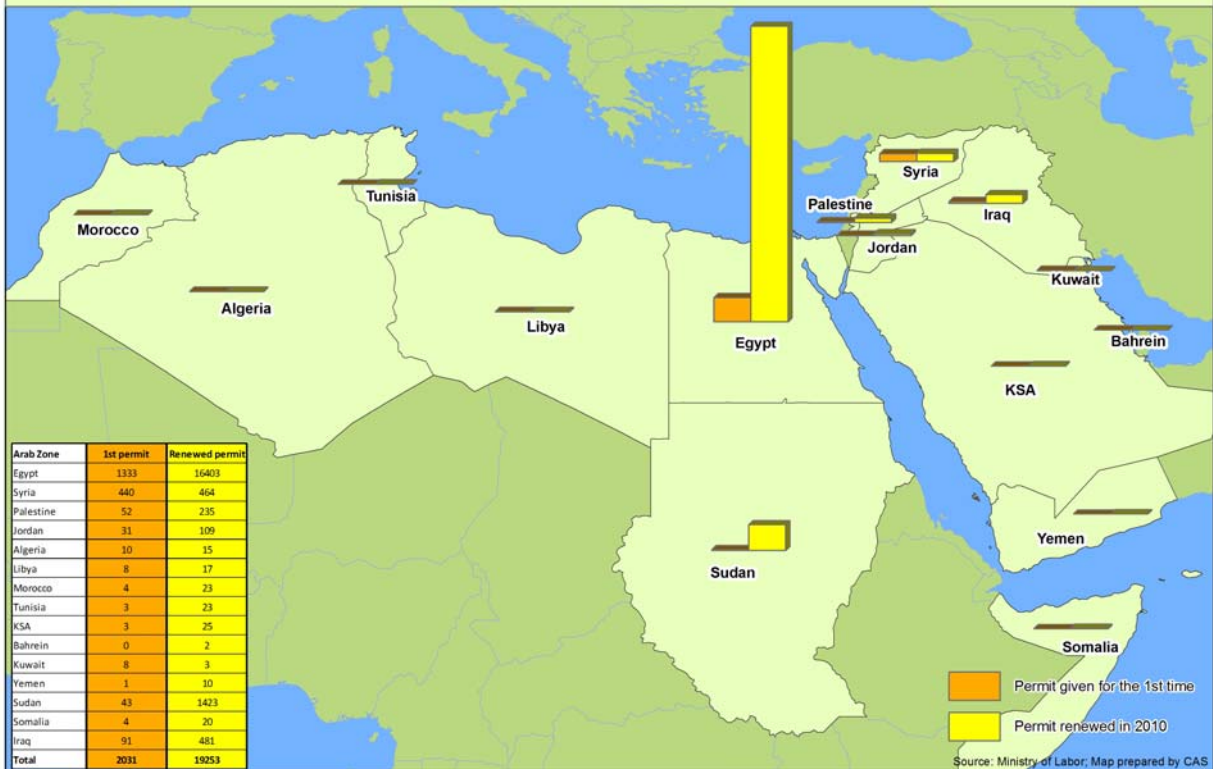 Morocco
Tunisia
Algeria
Libya
Egypt
Syria
Palestine
Iraq
Jordan
Kuwait
Bahrein
KSA
Yemen
Sudan
Somalia
Arab Zone 1st permit Renewed permit
Egypt 1333 16403
Syria 440 464
Palestine 52 235
Jordan 31 109
Algeria 10 15
Libya 8 17
Morocco 4 23
Tunisia 3 23
KSA 3 25
Bahrein 0 2
Kuwait 8 3
Yemen 1 10
Sudan 43 1423
Somalia 4 20
Iraq 91 481
Total 2031 19253
Permit given for the 1st time
Permit renewed in 2010
Source: Ministry of Labor; Map prepared by CAS